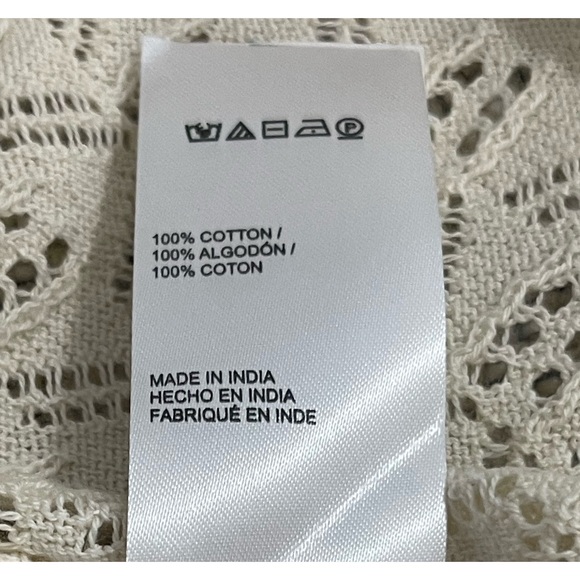 P
100% COTTON /
100% ALGODÓN /
100% COTON
MADE IN INDIA
HECHO EN INDIA
FABRIQUÉ EN INDE